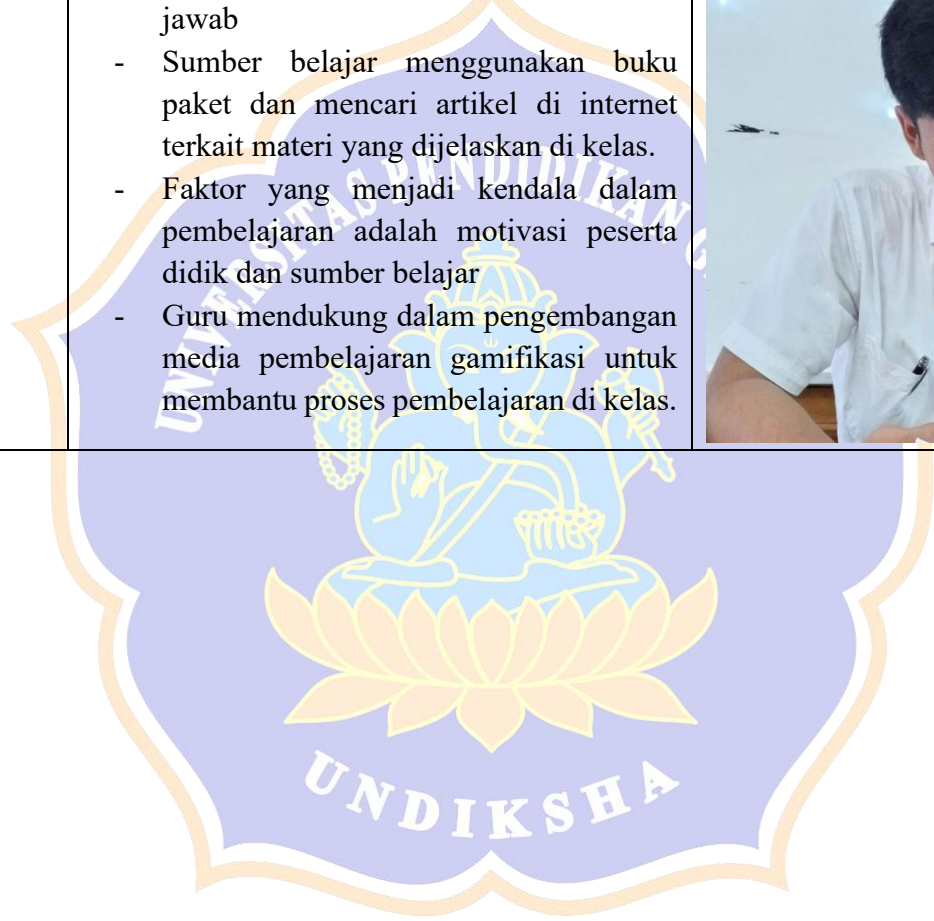 jawab
- Sumber belajar menggunakan buku
paket dan mencari artikel di internet
terkait materi yang dijelaskan di kelas.
- Faktor yang menjadi kendala dalam
pembelajaran adalah motivasi peserta
didik dan sumber belajar
- Guru mendukung dalam pengembangan
media pembelajaran gamifikasi untuk
membantu proses pembelajaran di kelas.
UNIVERSITAS PENDIDIKAN G
UNDIKSHA